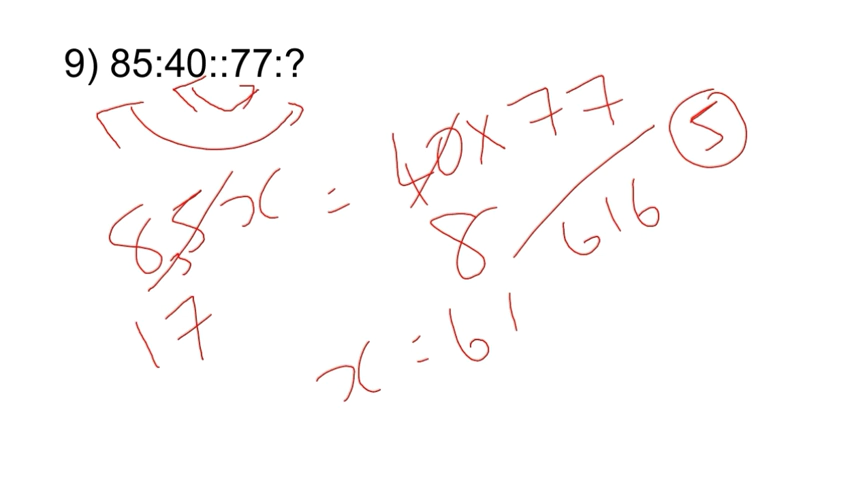 9) 85:40::77:?
85x = 40x77
5
8
616
17
x = 61